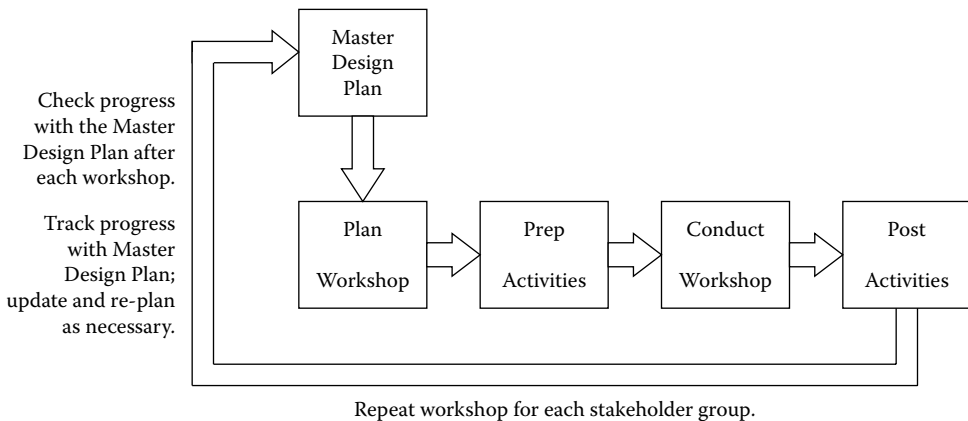 Master
Design
Plan
Check progress
with the Master
Design Plan after
each workshop.
Track progress
with Master
Design Plan;
update and re-plan
as necessary.
Plan
Workshop
Prep
Activities
Conduct
Workshop
Post
Activities
Repeat workshop for each stakeholder group.